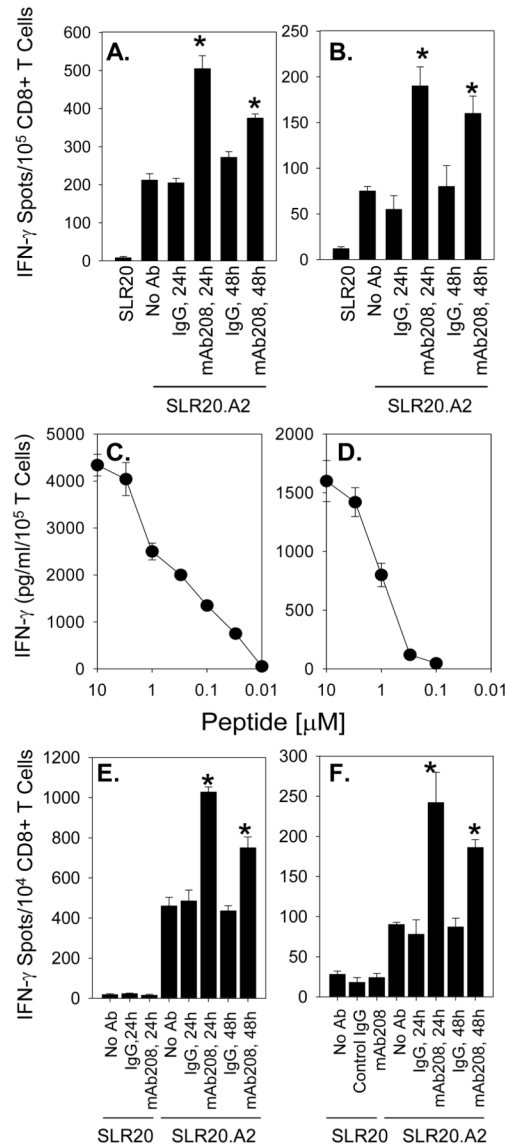 IFN-γ Spots/10⁵ CD8+ T Cells
A.
600
500
400
300
200
100
0
*
*
SLR20
No Ab
IgG, 24h
mAb208, 24h
IgG, 48h
mAb208, 48h
SLR20.A2
B.
250
200
150
100
50
0
*
*
SLR20
No Ab
IgG, 24h
mAb208, 24h
IgG, 48h
mAb208, 48h
SLR20.A2
IFN-γ (pg/ml/10⁵ T Cells)
C.
5000
4000
3000
2000
1000
0
10
1
0.1
0.01
D.
2000
1500
1000
500
0
10
1
0.1
0.01
Peptide [μM]
IFN-γ Spots/10⁴ CD8+ T Cells
E.
1200
1000
800
600
400
200
0
*
*
No Ab
IgG,24h
mAb208, 24h
No Ab
IgG, 24h
mAb208, 24h
IgG, 48h
mAb208, 48h
SLR20
SLR20.A2
F.
300
250
200
150
100
50
0
*
*
No Ab
Control IgG
mAb208
No Ab
IgG, 24h
mAb208, 24h
IgG, 48h
mAb208, 48h
SLR20
SLR20.A2